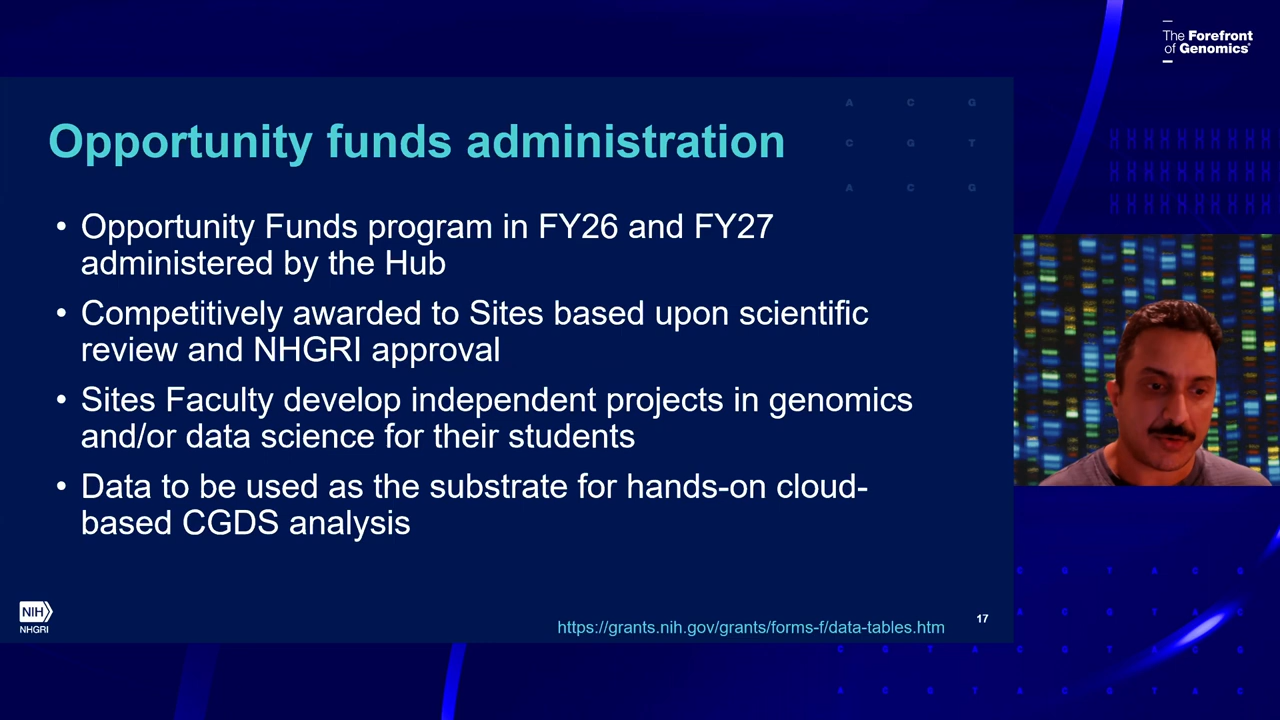 The Forefront
of Genomics®
A C G
Opportunity funds administration
C G T
A C G
• Opportunity Funds program in FY26 and FY27
administered by the Hub
• Competitively awarded to Sites based upon scientific
review and NHGRI approval
• Sites Faculty develop independent projects in genomics
and/or data science for their students
• Data to be used as the substrate for hands-on cloud-
based CGDS analysis
NIH
NHGRI
https://grants.nih.gov/grants/forms-f/data-tables.htm
17